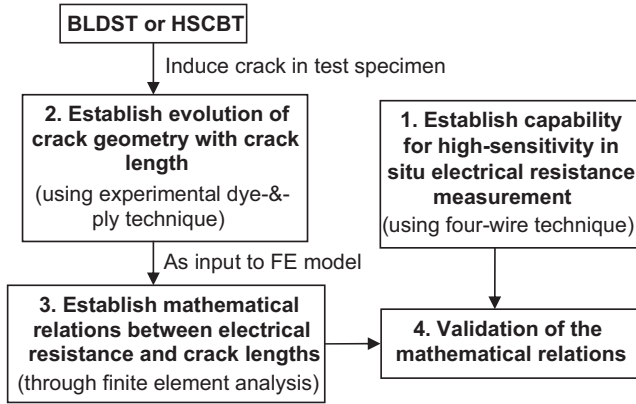 BLDST or HSCBT
Induce crack in test specimen
2. Establish evolution of
crack geometry with crack
length
(using experimental dye-&-
ply technique)
1. Establish capability
for high-sensitivity in
situ electrical resistance
measurement
(using four-wire technique)
As input to FE model
3. Establish mathematical
relations between electrical
resistance and crack lengths
(through finite element analysis)
4. Validation of the
mathematical relations